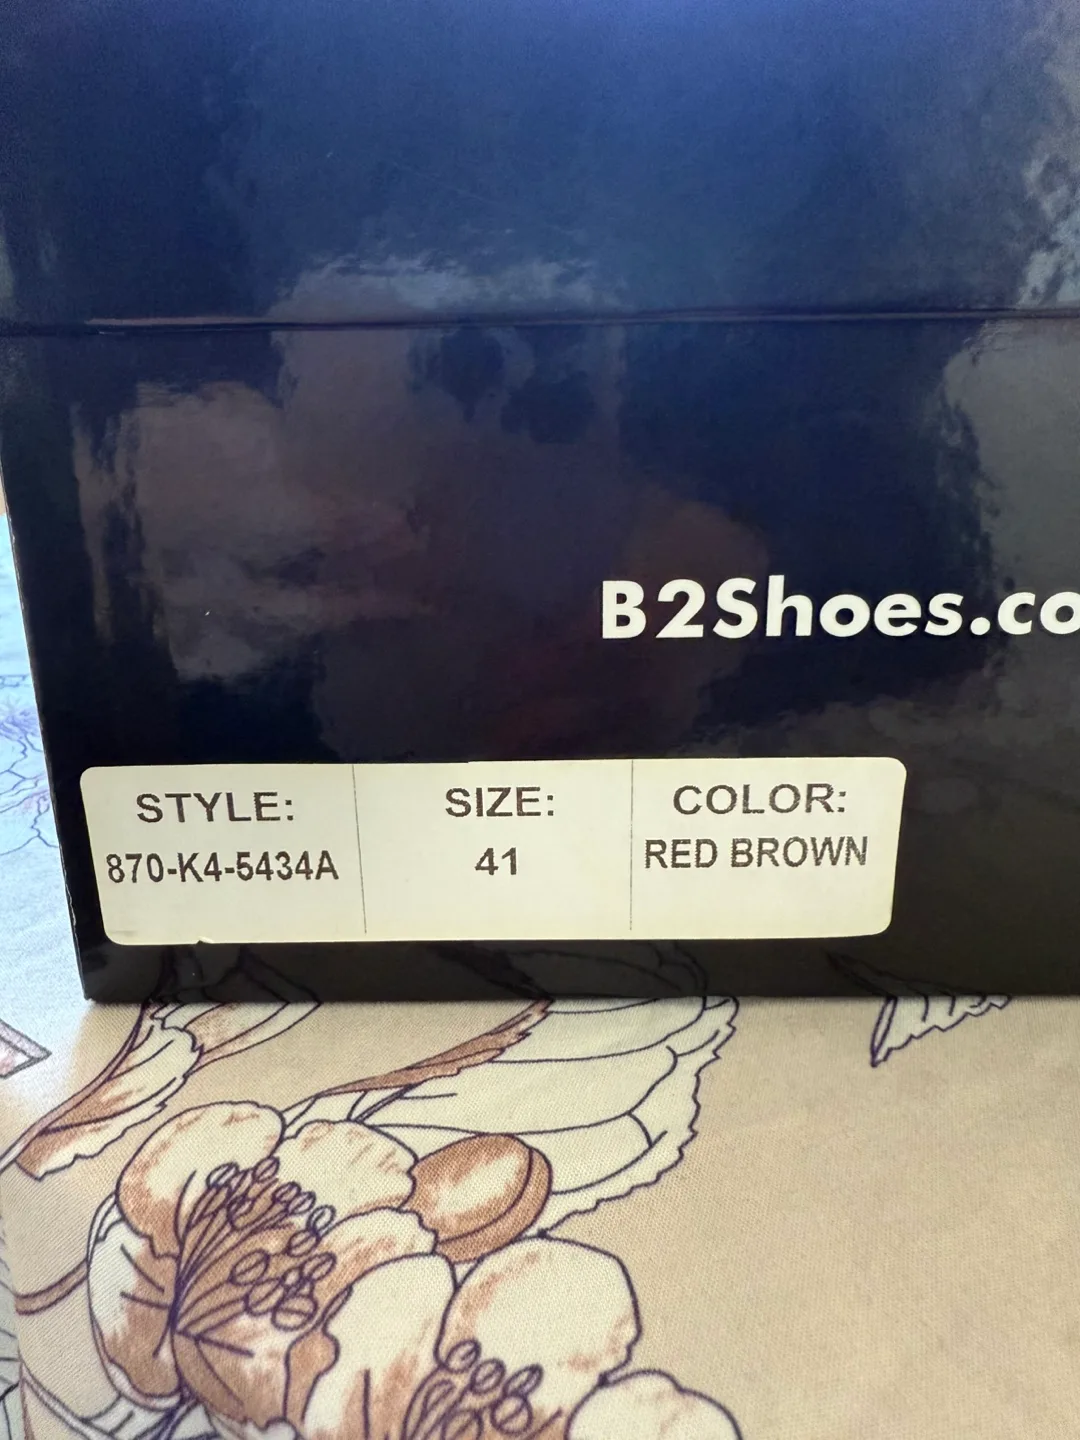 B2Shoes.co
STYLE: SIZE: COLOR:
870-K4-5434A 41 RED BROWN